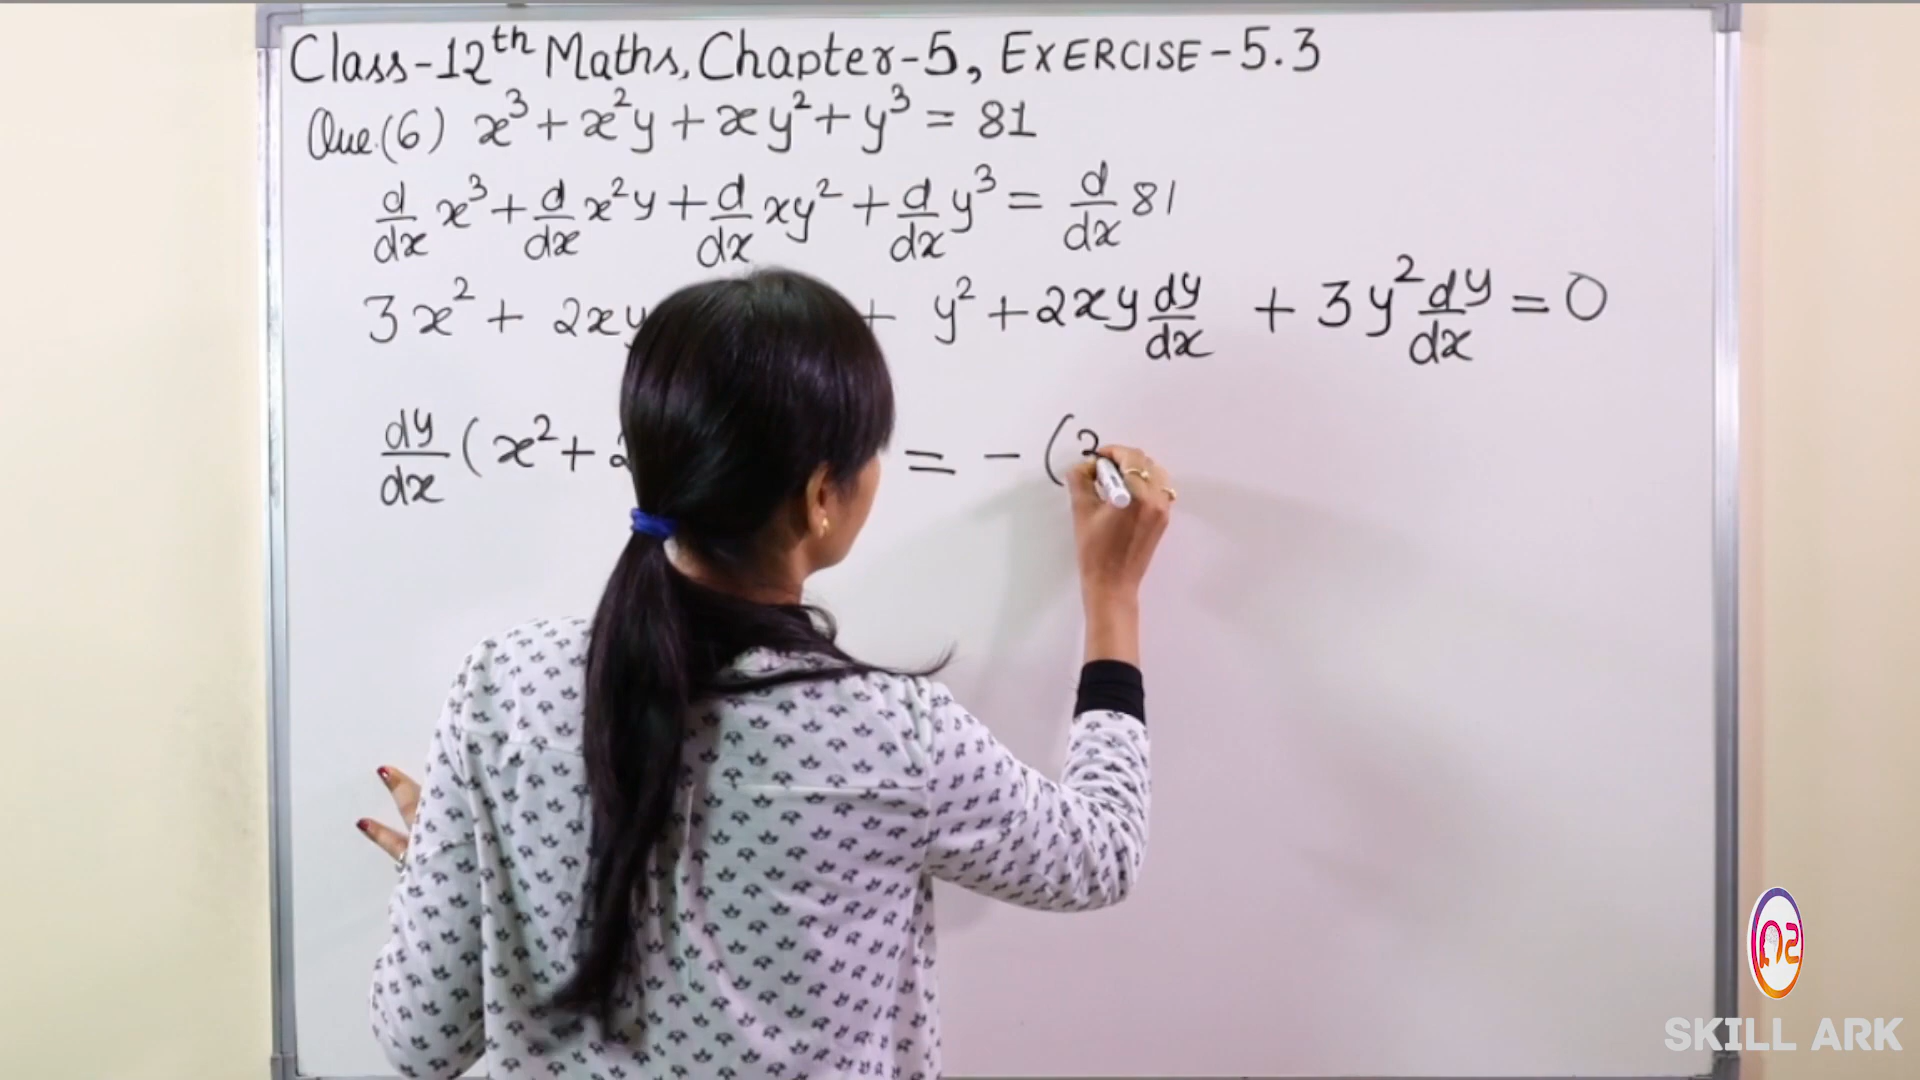 Class-12th Maths, Chapter-5, EXERCISE-5.3
Que.(6) x³ + x²y + xy² + y³ = 81
d/dx x³ + d/dx x²y + d/dx xy² + d/dx y³ = d/dx 81
3x² + 2xy + y² + 2xy dy/dx + 3y² dy/dx = 0
dy/dx (x² + 2 = - (3
SKILL ARK